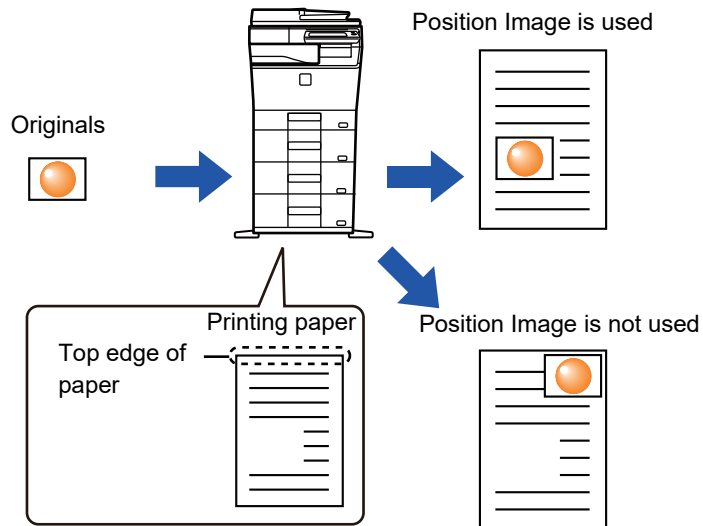 Position Image is used
Originals
Printing paper
Top edge of
paper
Position Image is not used